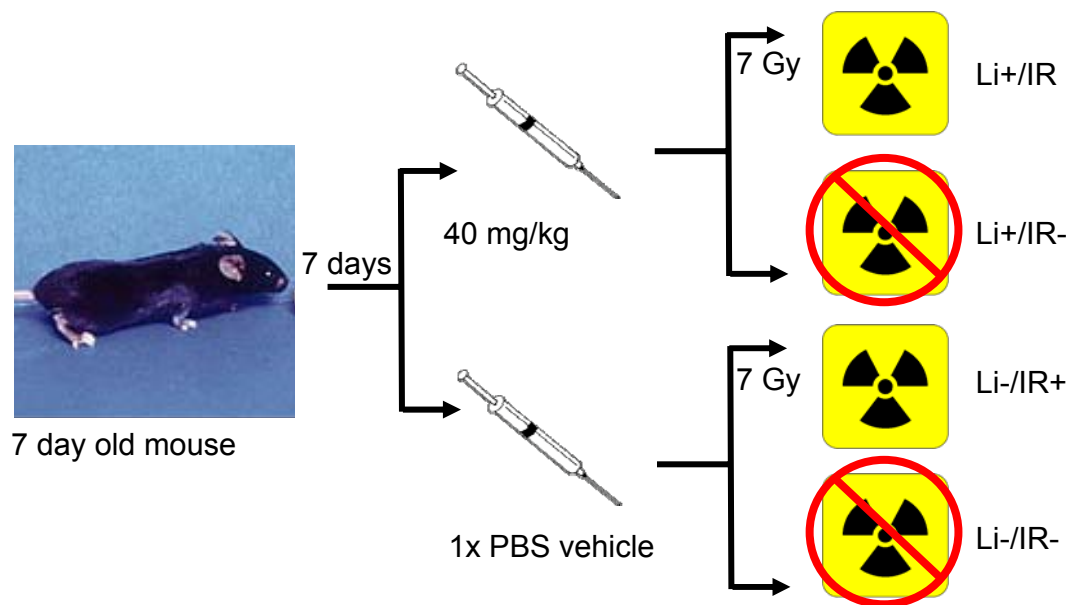 7 Gy
Li+/IR
40 mg/kg
Li+/IR-
7 days
7 day old mouse
7 Gy
Li-/IR+
1x PBS vehicle
Li-/IR-